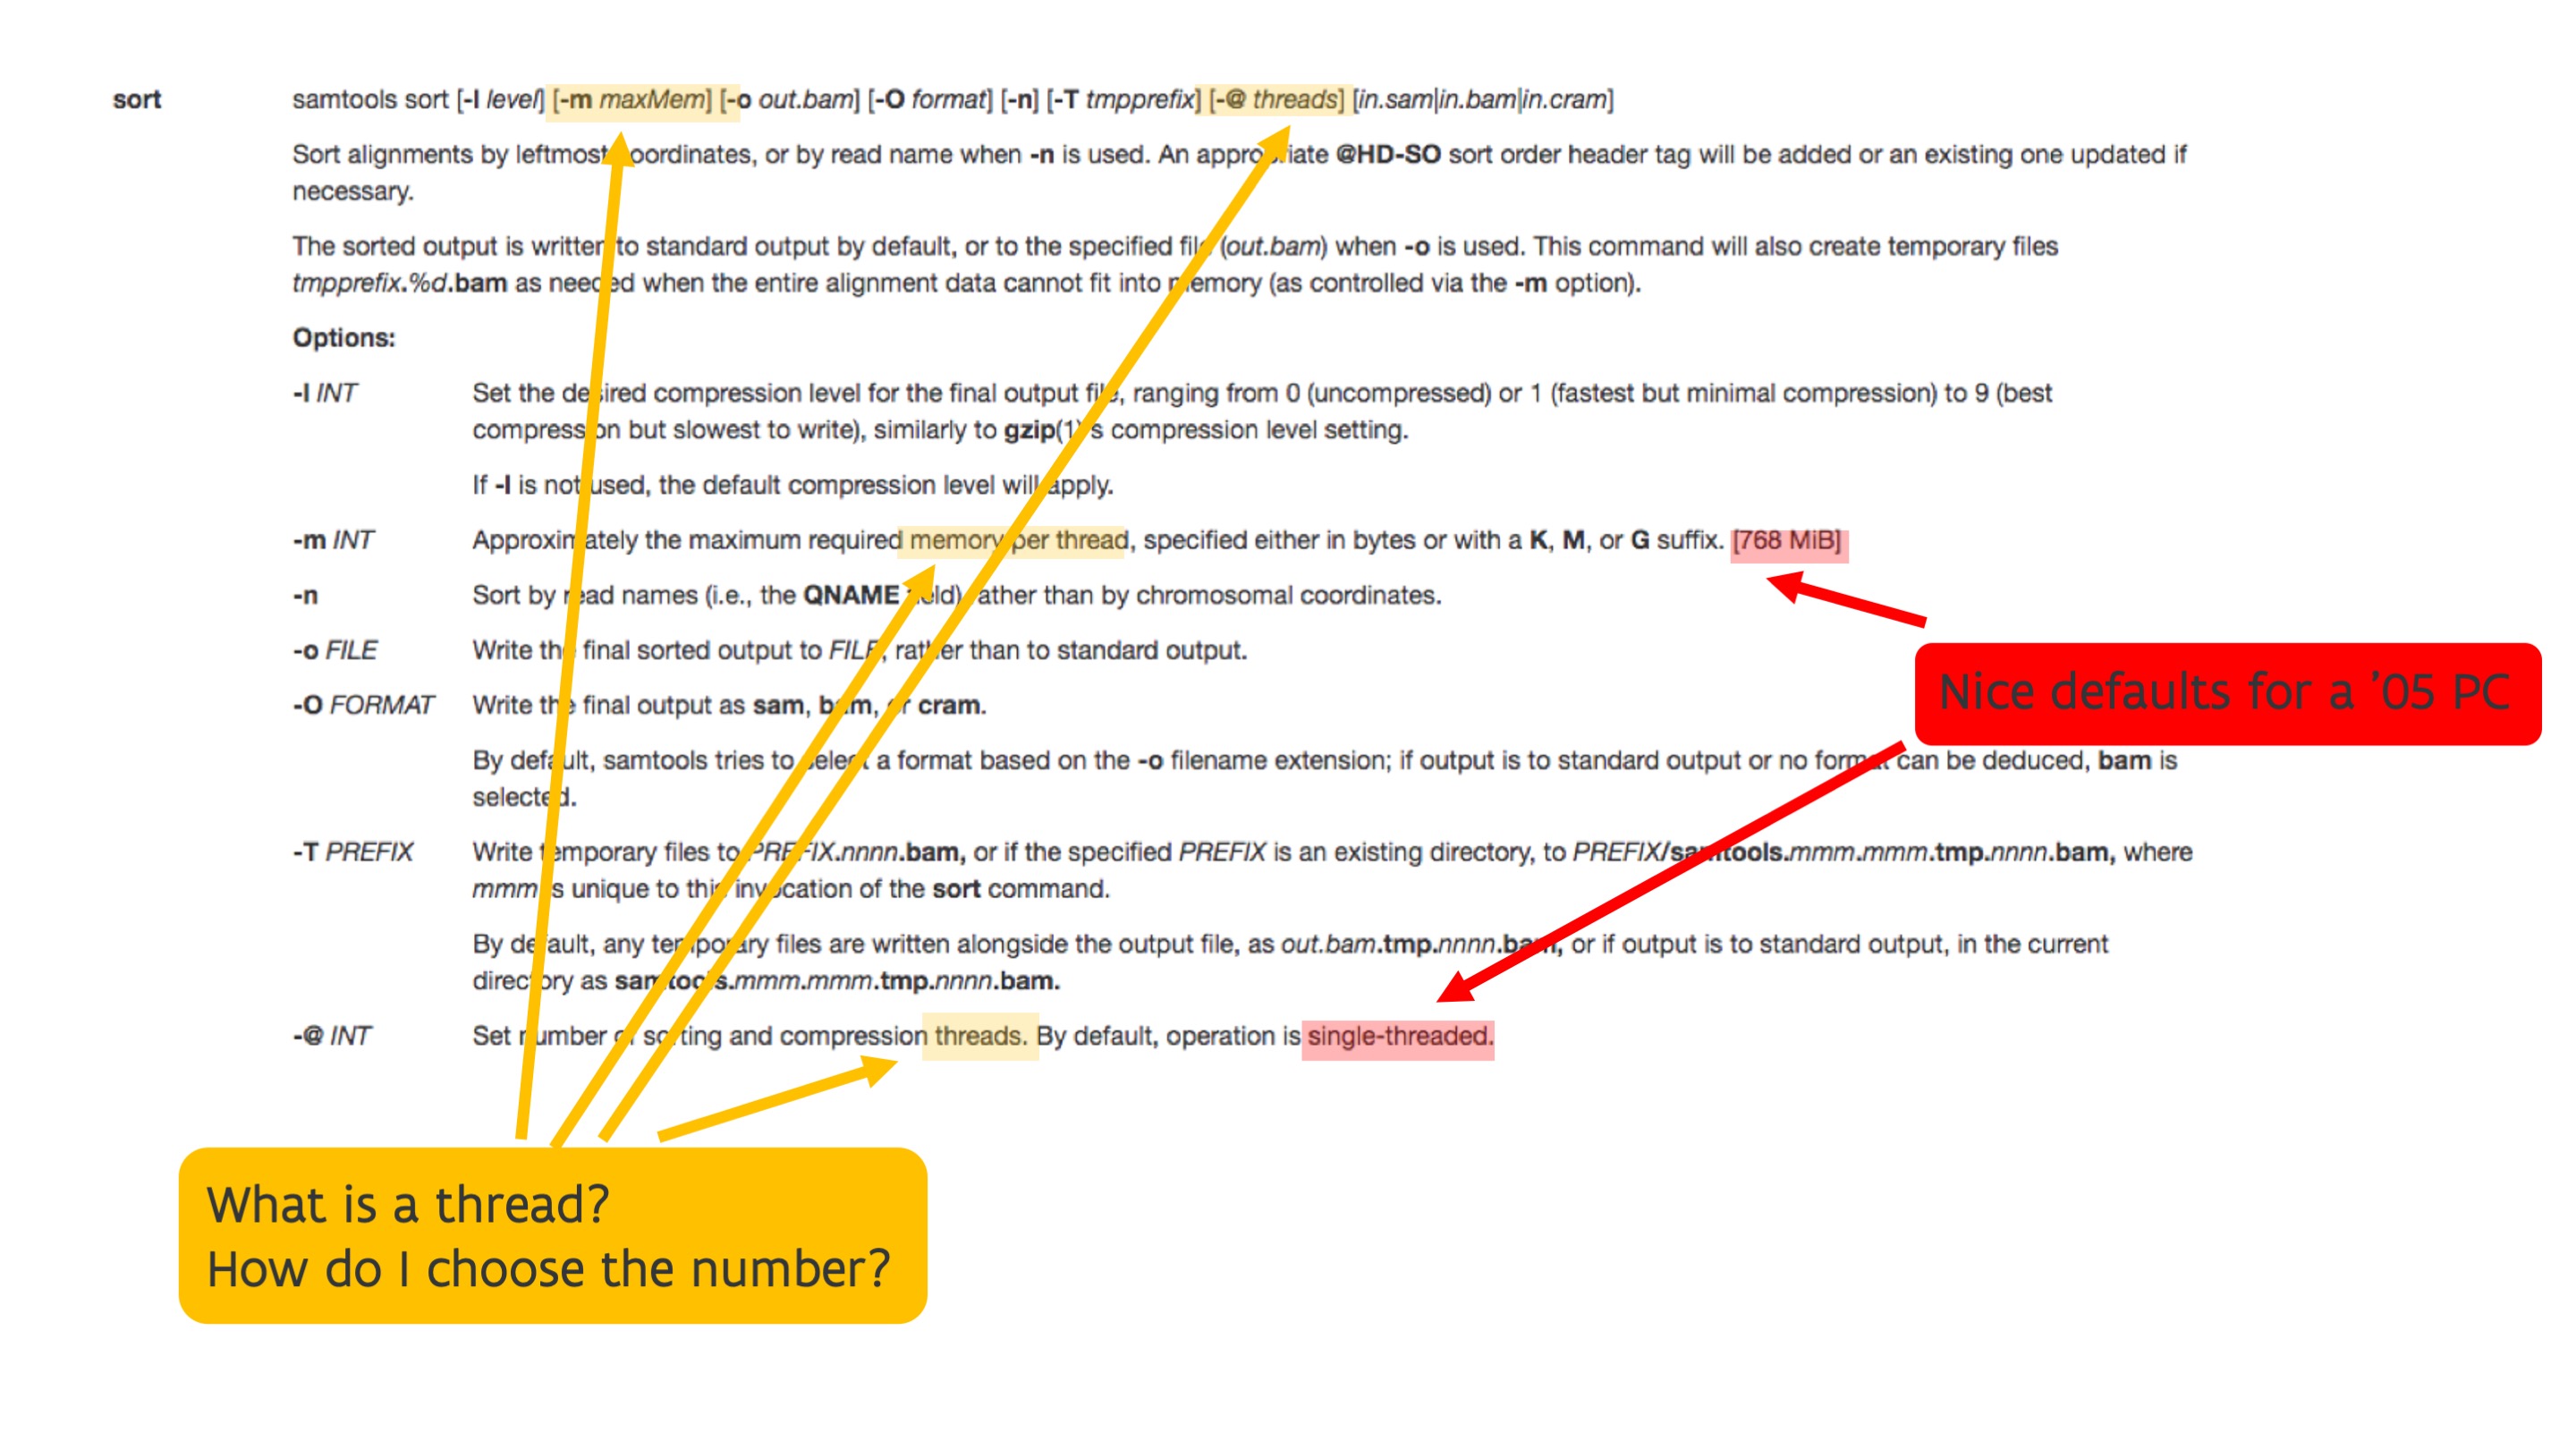 sort samtools sort [-l level] [-m maxMem] [-o out.bam] [-O format] [-n] [-T tmpprefix] [-@ threads] [in.sam|in.bam|in.cram]
Sort alignments by leftmost coordinates, or by read name when -n is used. An appropriate @HD-SO sort order header tag will be added or an existing one updated if
necessary.
The sorted output is written to standard output by default, or to the specified file (out.bam) when -o is used. This command will also create temporary files
tmpprefix.%d.bam as needed when the entire alignment data cannot fit into memory (as controlled via the -m option).
Options:
-l INT Set the desired compression level for the final output file, ranging from 0 (uncompressed) or 1 (fastest but minimal compression) to 9 (best
compression but slowest to write), similarly to gzip(1)'s compression level setting.
If -l is not used, the default compression level will apply.
-m INT Approximately the maximum required memory per thread, specified either in bytes or with a K, M, or G suffix. [768 MiB]
-n Sort by read names (i.e., the QNAME field) rather than by chromosomal coordinates.
-o FILE Write the final sorted output to FILE, rather than to standard output.
Nice defaults for a ’05 PC
-O FORMAT Write the final output as sam, bam, or cram.
By default, samtools tries to select a format based on the -o filename extension; if output is to standard output or no format can be deduced, bam is
selected.
-T PREFIX Write temporary files to PREFIX.nnnn.bam, or if the specified PREFIX is an existing directory, to PREFIX/samtools.mmm.mmm.tmp.nnnn.bam, where
mmm is unique to this invocation of the sort command.
By default, any temporary files are written alongside the output file, as out.bam.tmp.nnnn.bam, or if output is to standard output, in the current
directory as samtools.mmm.mmm.tmp.nnnn.bam.
-@ INT Set number of sorting and compression threads. By default, operation is single-threaded.
What is a thread?
How do I choose the number?